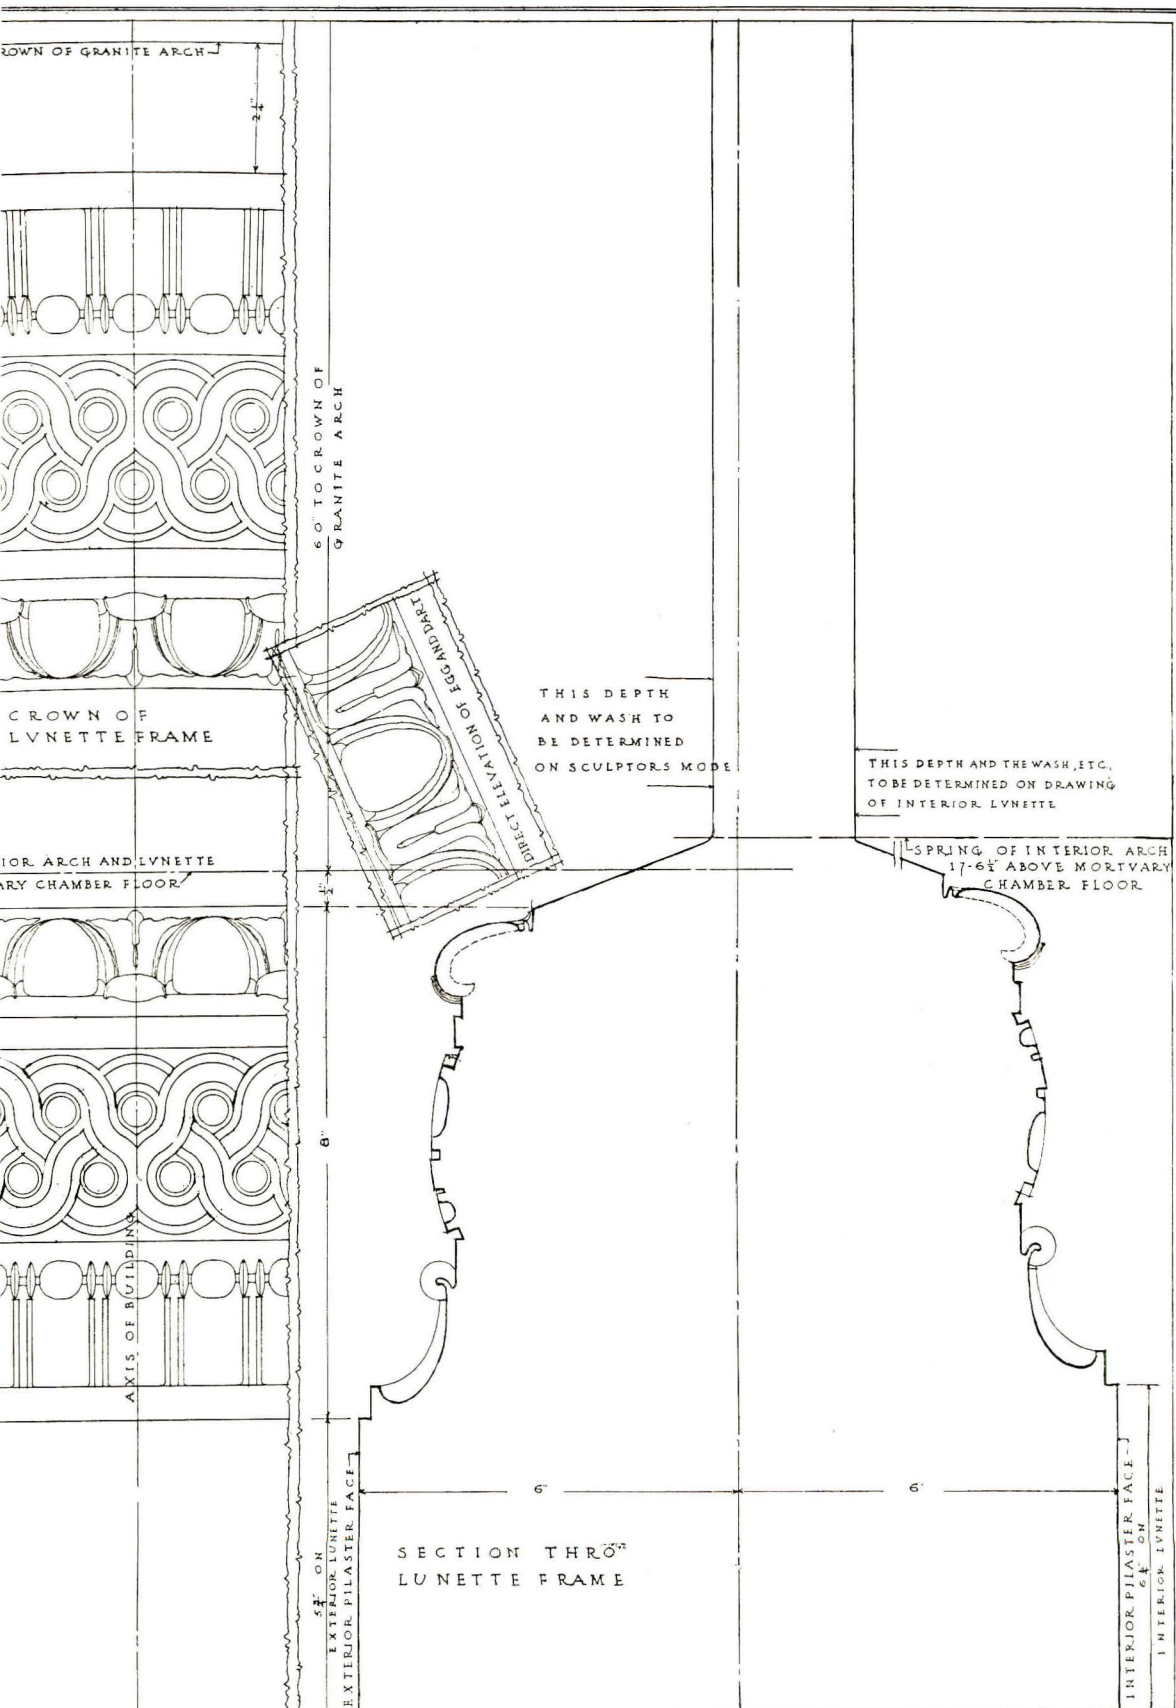 ROWN OF GRANITE ARCH
2¼"
60" TO CROWN OF
GRANITE ARCH
DIRECT ELEVATION OF EGG AND DART
CROWN OF
LVNETTE FRAME
THIS DEPTH
AND WASH TO
BE DETERMINED
ON SCULPTORS MODE
THIS DEPTH AND THE WASH, ETC,
TO BE DETERMINED ON DRAWING
OF INTERIOR LVNETTE
IOR ARCH AND LVNETTE
ARY CHAMBER FLOOR
SPRING OF INTERIOR ARCH
17-6½" ABOVE MORTVARY
CHAMBER FLOOR
½"
8"
AXIS OF BUILDING
6"
6"
SECTION THRO
LUNETTE FRAME
ON
EXTERIOR LUNETTE
EXTERIOR PILASTER FACE
INTERIOR PILASTER FACE
6¼" ON
INTERIOR LVNETTE